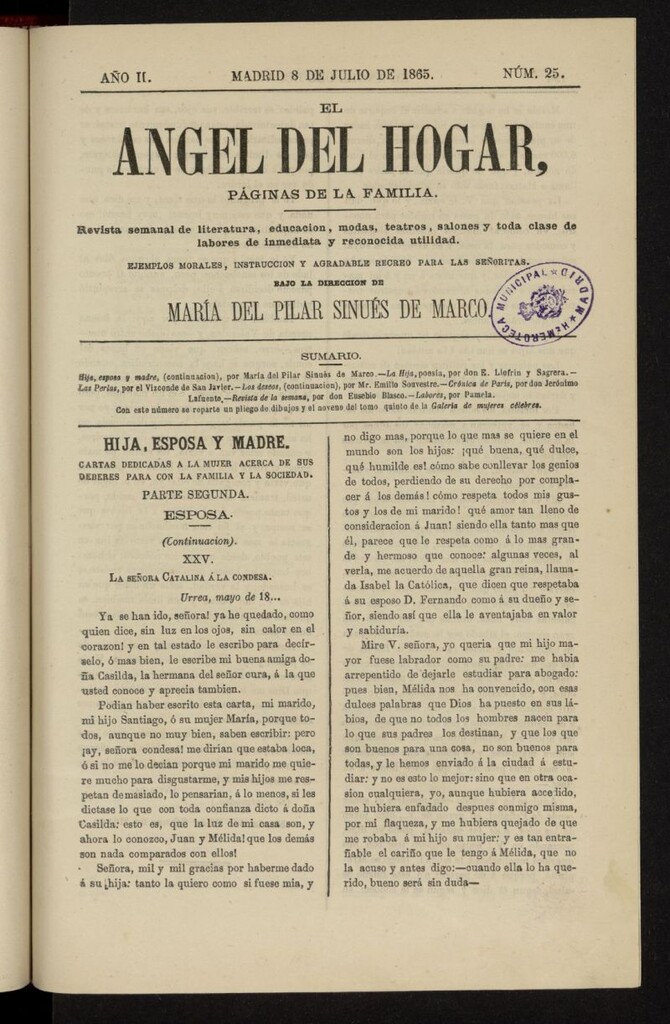 AÑO II. MADRID 8 DE JULIO DE 1865. NÚM. 25.
EL
ANGEL DEL HOGAR,
PÁGINAS DE LA FAMILIA.
Revista semanal de literatura, educacion, modas, teatros, salones y toda clase de
labores de inmediata y reconocida utilidad.
EJEMPLOS MORALES, INSTRUCCION Y AGRADABLE RECREO PARA LAS SEÑORITAS.
BAJO LA DIRECCION DE
MARÍA DEL PILAR SINUÉS DE MARCO.
HEMEROTECA MUNICIPAL * MADRID *
SUMARIO.
Hija, esposa y madre, (continuacion), por María del Pilar Sinués de Marco.—La Hija, poesía, por don E. Llofriu y Sagrera.—
Las Perlas, por el Vizconde de San Javier.—Los deseos, (continuacion), por Mr. Emilio Souvestre.—Crónica de Paris, por don Jerónimo
Lafuente.—Revista de la semana, por don Eusebio Blasco.—Labores, por Pamela.
Con este número se reparte un pliego de dibujos y el noveno del tomo quinto de la Galería de mujeres célebres.
HIJA, ESPOSA Y MADRE.
CARTAS DEDICADAS A LA MUJER ACERCA DE SUS
DEBERES PARA CON LA FAMILIA Y LA SOCIEDAD.
PARTE SEGUNDA.
ESPOSA.
(Continuacion).
XXV.
LA SEÑORA CATALINA Á LA CONDESA.
Urrea, mayo de 18...
Ya se han ido, señora! ya he quedado, como
quien dice, sin luz en los ojos, sin calor en el
corazon! y en tal estado le escribo para decír-
selo, ó mas bien, le escribe mi buena amiga do-
ña Casilda, la hermana del señor cura, á la que
usted conoce y aprecia tambien.
Podian haber escrito esta carta, mi marido,
mi hijo Santiago, ó su mujer María, porque to-
dos, aunque no muy bien, saben escribir: pero
¡ay, señora condesa! me dirian que estaba loca,
ó si no me lo decian porque mi marido me quie-
re mucho para disgustarme, y mis hijos me res-
petan demasiado, lo pensarian, á lo menos, si les
dictase lo que con toda confianza dicto á doña
Casilda: esto es, que la luz de mi casa son, y
ahora lo conozco, Juan y Mélida! que los demás
son nada comparados con ellos!
Señora, mil y mil gracias por haberme dado
á su hija: tanto la quiero como si fuese mia, y
no digo mas, porque lo que mas se quiere en el
mundo son los hijos: ¡qué buena, qué dulce,
qué humilde es! cómo sabe conllevar los genios
de todos, perdiendo de su derecho por compla-
cer á los demás! cómo respeta todos mis gus-
tos y los de mi marido! qué amor tan lleno de
consideración á Juan! siendo ella tanto mas que
él, parece que le respeta como á lo mas gran-
de y hermoso que conoce: algunas veces, al
verla, me acuerdo de aquella gran reina, llama-
da Isabel la Católica, que dicen que respetaba
á su esposo D. Fernando como á su dueño y se-
ñor, siendo así que ella le aventajaba en valor
y sabiduría.
Mire V. señora, yo queria que mi hijo ma-
yor fuese labrador como su padre: me habia
arrepentido de dejarle estudiar para abogado:
pues bien, Mélida nos ha convencido, con esas
dulces palabras que Dios ha puesto en sus lá-
bios, de que no todos los hombres nacen para
lo que sus padres los destinan, y que los que
son buenos para una cosa, no son buenos para
todas, y le hemos enviado á la ciudad á estu-
diar: y no es esto lo mejor: sino que en otra oca-
sion cualquiera, yo, aunque hubiera accedido,
me hubiera enfadado despues conmigo misma,
por mi flaqueza, y me hubiera quejado de que
me robaba á mi hijo su mujer: y es tan entra-
ñable el cariño que le tengo á Mélida, que no
la acuso y antes digo:—cuando ella lo ha que-
rido, bueno será sin duda—